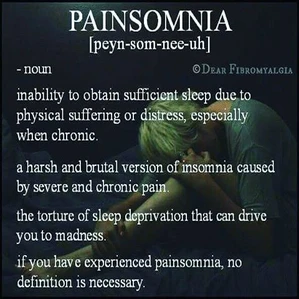 PAINSOMNIA
[peyn-som-nee-uh]
- noun
© DEAR FIBROMYALGIA
inability to obtain sufficient sleep due to
physical suffering or distress, especially
when chronic.
a harsh and brutal version of insomnia caused
by severe and chronic pain.
the torture of sleep deprivation that can drive
you to madness.
if you have experienced painsomnia, no
definition is necessary.